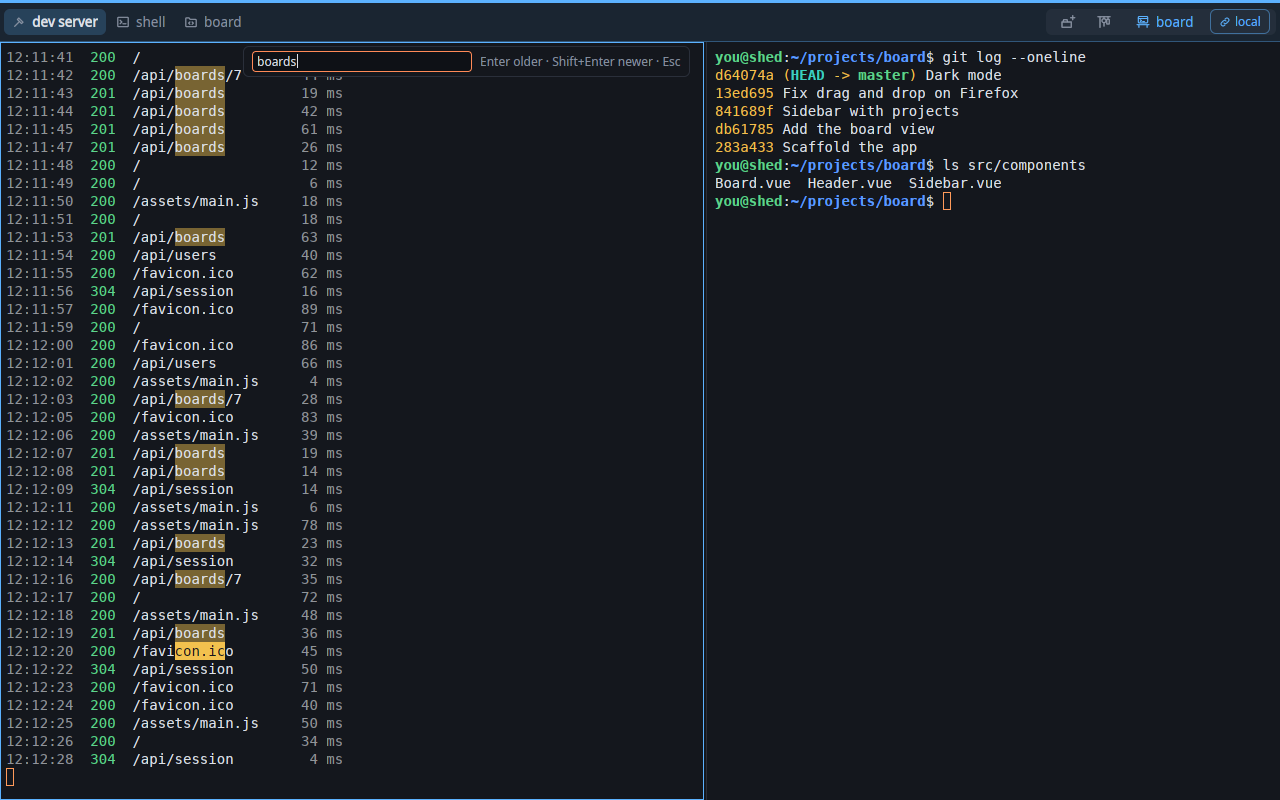 dev server shell board board local
boards Enter older · Shift+Enter newer · Esc
12:11:41 200 /
12:11:42 200 /api/boards/7 ms
12:11:43 201 /api/boards 19 ms
12:11:44 201 /api/boards 42 ms
12:11:45 201 /api/boards 61 ms
12:11:47 201 /api/boards 26 ms
12:11:48 200 / 12 ms
12:11:49 200 / 6 ms
12:11:50 200 /assets/main.js 18 ms
12:11:51 200 / 18 ms
12:11:53 201 /api/boards 63 ms
12:11:54 200 /api/users 40 ms
12:11:55 200 /favicon.ico 62 ms
12:11:56 304 /api/session 16 ms
12:11:57 200 /favicon.ico 89 ms
12:11:59 200 / 71 ms
12:12:00 200 /favicon.ico 86 ms
12:12:01 200 /api/users 66 ms
12:12:02 200 /assets/main.js 4 ms
12:12:03 200 /api/boards/7 28 ms
12:12:05 200 /favicon.ico 83 ms
12:12:06 200 /assets/main.js 39 ms
12:12:07 201 /api/boards 19 ms
12:12:08 201 /api/boards 14 ms
12:12:09 304 /api/session 14 ms
12:12:11 200 /assets/main.js 6 ms
12:12:12 200 /assets/main.js 78 ms
12:12:13 201 /api/boards 23 ms
12:12:14 304 /api/session 32 ms
12:12:16 200 /api/boards/7 35 ms
12:12:17 200 / 72 ms
12:12:18 200 /assets/main.js 48 ms
12:12:19 201 /api/boards 36 ms
12:12:20 200 /favicon.ico 45 ms
12:12:22 304 /api/session 50 ms
12:12:23 200 /favicon.ico 71 ms
12:12:24 200 /favicon.ico 40 ms
12:12:25 200 /assets/main.js 50 ms
12:12:26 200 / 34 ms
12:12:28 304 /api/session 4 ms
you@shed:~/projects/board$ git log --oneline
d64074a (HEAD -> master) Dark mode
13ed695 Fix drag and drop on Firefox
841689f Sidebar with projects
db61785 Add the board view
283a433 Scaffold the app
you@shed:~/projects/board$ ls src/components
Board.vue Header.vue Sidebar.vue
you@shed:~/projects/board$